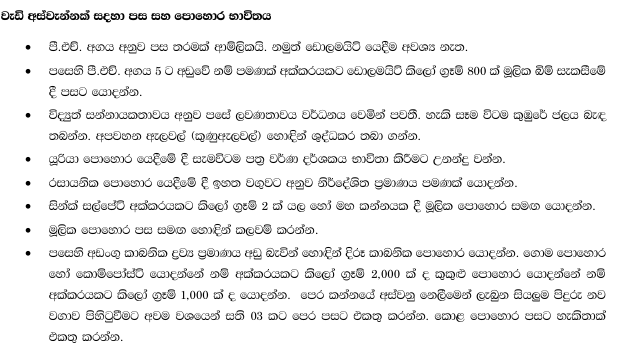 වැඩි අස්වැන්නක් සදහා පස සහ පොහොර භාවිතය
• පී.එච්. අගය අනුව පස තරමක් ආම්ලිකයි. නමුත් ඩොලමයිට් යෙදීම අවශ්‍ය නැත.
• පසෙහි පී.එච්. අගය 5 ට අඩුවේ නම් පමණක් අක්කරයකට ඩොලමයිට් කිලෝ ග්‍රෑම් 800 ක් මූලික බිම් සැකසීමේ
දී පසට යොදන්න.
• විද්‍යුත් සන්නායකතාවය අනුව පසේ ලවණතාවය වර්ධනය වෙමින් පවතී. හැකි සෑම විටම කුඹුරේ ජලය බැඳ
තබන්න. අපවහන ඇලවල් (කුණුඇලවල්) හොඳින් ශුද්ධකර තබා ගන්න.
• යූරියා පොහොර යෙදීමේ දී සැමවිටම පත්‍ර වර්ණ දර්ශකය භාවිතා කිරීමට උනන්දු වන්න.
• රසායනික පොහොර යෙදීමේ දී ඉහත වගුවට අනුව නිර්දේශිත ප්‍රමාණය පමණක් යොදන්න.
• සින්ක් සල්පේට් අක්කරයකට කිලෝ ග්‍රෑම් 2 ක් යල හෝ මහ කන්නයක දී මූලික පොහොර සමඟ යොදන්න.
• මූලික පොහොර පස සමඟ හොඳින් කලවම් කරන්න.
• පසෙහි අඩංගු කාබනික ද්‍රව්‍ය ප්‍රමාණය අඩු බැවින් හොඳින් දිරූ කාබනික පොහොර යොදන්න. ගොම පොහොර
හෝ කොම්පෝස්ට් යොදන්නේ නම් අක්කරයකට කිලෝ ග්‍රෑම් 2,000 ක් ද කුකුළු පොහොර යොදන්නේ නම්
අක්කරයකට කිලෝ ග්‍රෑම් 1,000 ක් ද යොදන්න. පෙර කන්නයේ අස්වනු නෙලීමෙන් ලැබුන සියලුම පිදුරු නව
වගාව පිහිටුවීමට අවම වශයෙන් සති 03 කට පෙර පසට එකතු කරන්න. කොළ පොහොර පසට හැකිතාක්
එකතු කරන්න.